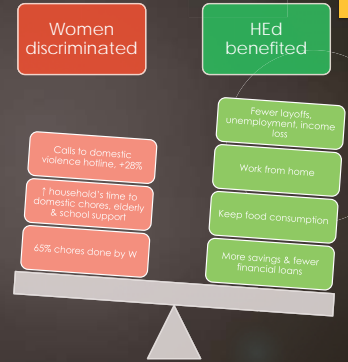 Women
discriminated
HEd
benefited
Fewer layoffs,
unemployment, income
loss
Calls to domestic
violence hotline, +28%
Work from home
↑ household's time to
domestic chores, elderly
& school support
Keep food consumption
65% chores done by W
More savings & fewer
financial loans